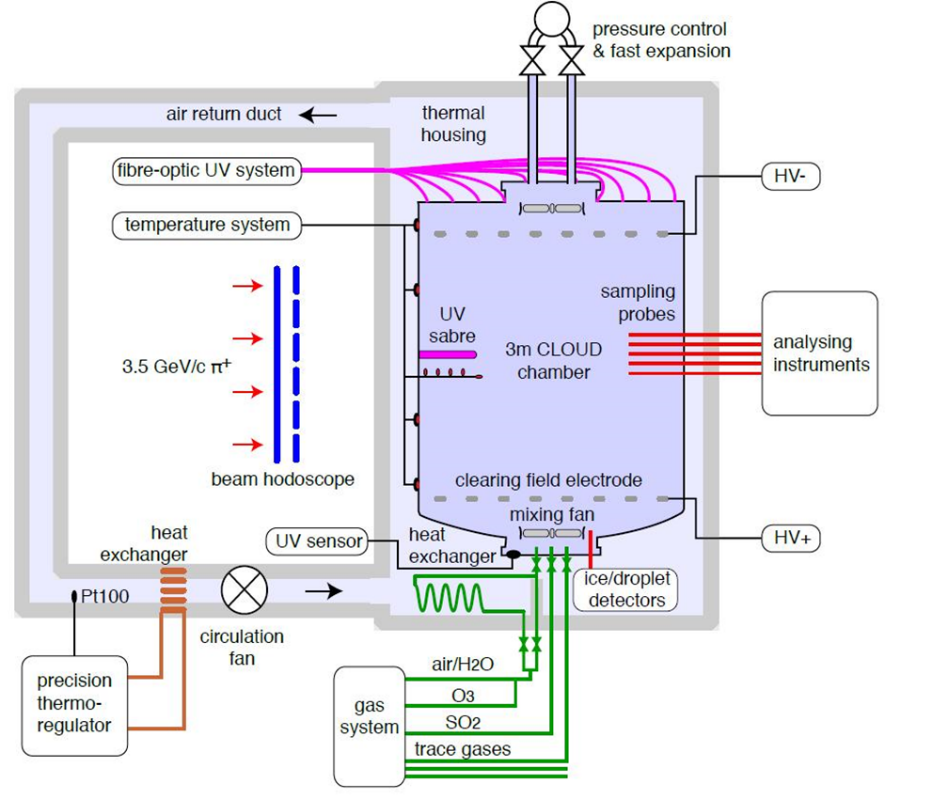 pressure control
& fast expansion
air return duct
thermal
housing
fibre-optic UV system
HV-
temperature system
sampling
probes
UV
sabre
3m CLOUD
chamber
analysing
instruments
3.5 GeV/c π+
beam hodoscope
clearing field electrode
mixing fan
heat
exchanger
UV sensor
heat
exchanger
HV+
Pt100
ice/droplet
detectors
circulation
fan
precision
thermo-
regulator
air/H2O
O3
gas
system
SO2
trace gases